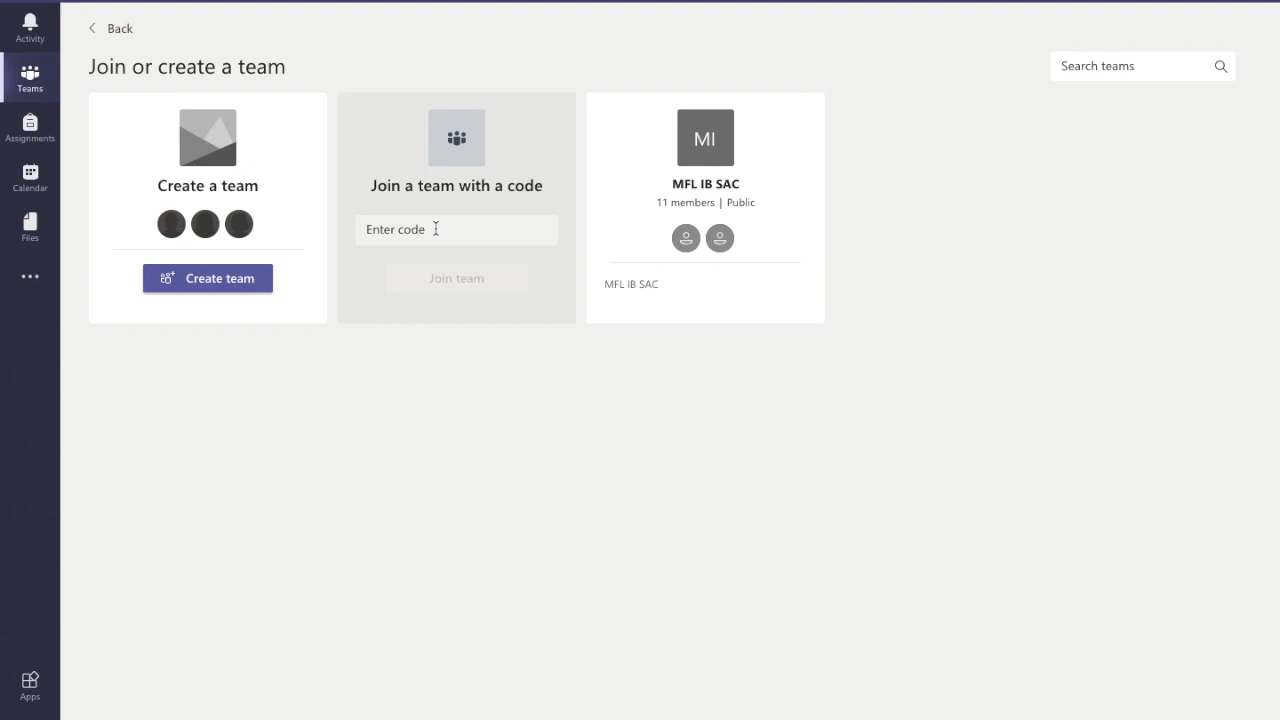 Activity
Teams
Assignments
Calendar
Files
Apps
Back
Join or create a team
Search teams
Create a team
Create team
Join a team with a code
Enter code
Join team
MI
MFL IB SAC
11 members | Public
MFL IB SAC